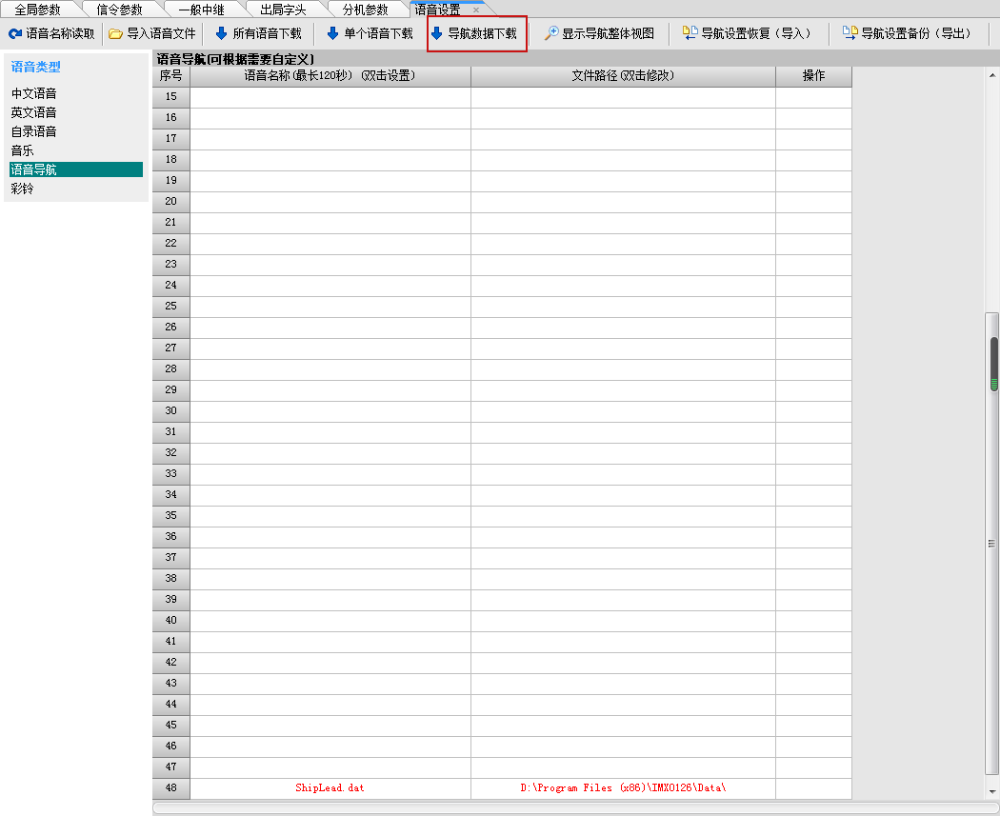 全局参数 信令参数 一般中继 出局字头 分机参数 语音设置 ×
语音名称读取 导入语音文件 所有语音下载 单个语音下载 导航数据下载 显示导航整体视图 导航设置恢复（导入） 导航设置备份（导出）
语音类型
中文语音
英文语音
自录语音
音乐
语音导航
彩铃
语音导航(可根据需要自定义)
序号 语音名称(最长120秒) (双击设置) 文件路径(双击修改) 操作
15
16
17
18
19
20
21
22
23
24
25
26
27
28
29
30
31
32
33
34
35
36
37
38
39
40
41
42
43
44
45
46
47
48 ShipLead.dat D:\Program Files (x86)\IMX0126\Data\